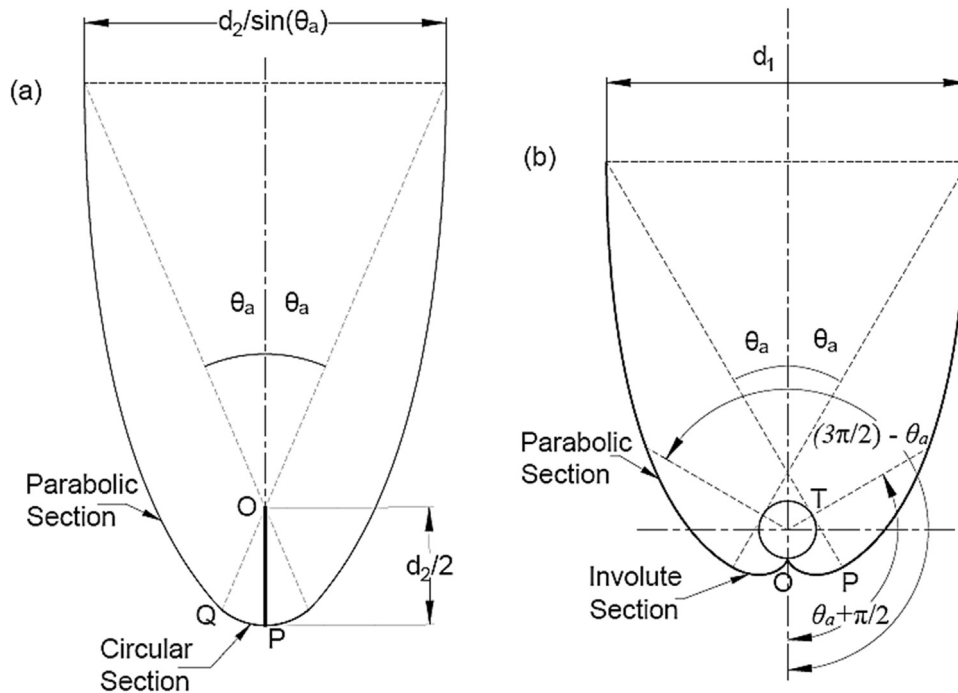 (a)
d₂/sin(θₐ)
θₐ
θₐ
Parabolic
Section
O
d₂/2
Q
P
Circular
Section
(b)
d₁
θₐ
θₐ
(3π/2) - θₐ
Parabolic
Section
T
Involute
Section
O
P
θₐ+π/2